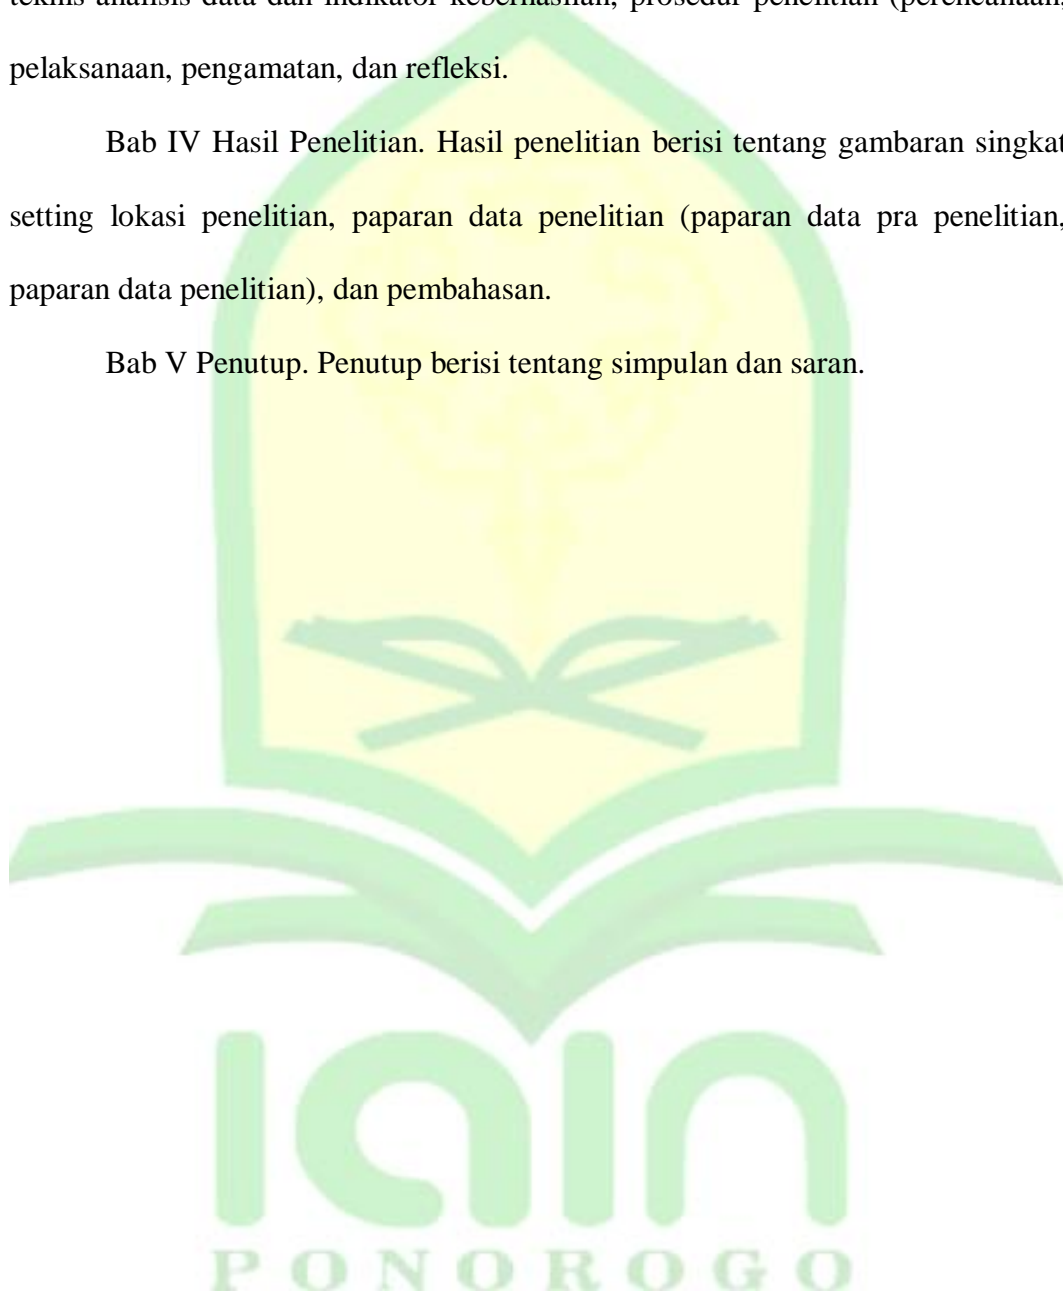 teknis analisis data dan indikator keberhasilan, prosedur penelitian (perencanaan,
pelaksanaan, pengamatan, dan refleksi.
Bab IV Hasil Penelitian. Hasil penelitian berisi tentang gambaran singkat
setting lokasi penelitian, paparan data penelitian (paparan data pra penelitian,
paparan data penelitian), dan pembahasan.
Bab V Penutup. Penutup berisi tentang simpulan dan saran.
iain
PONOROGO